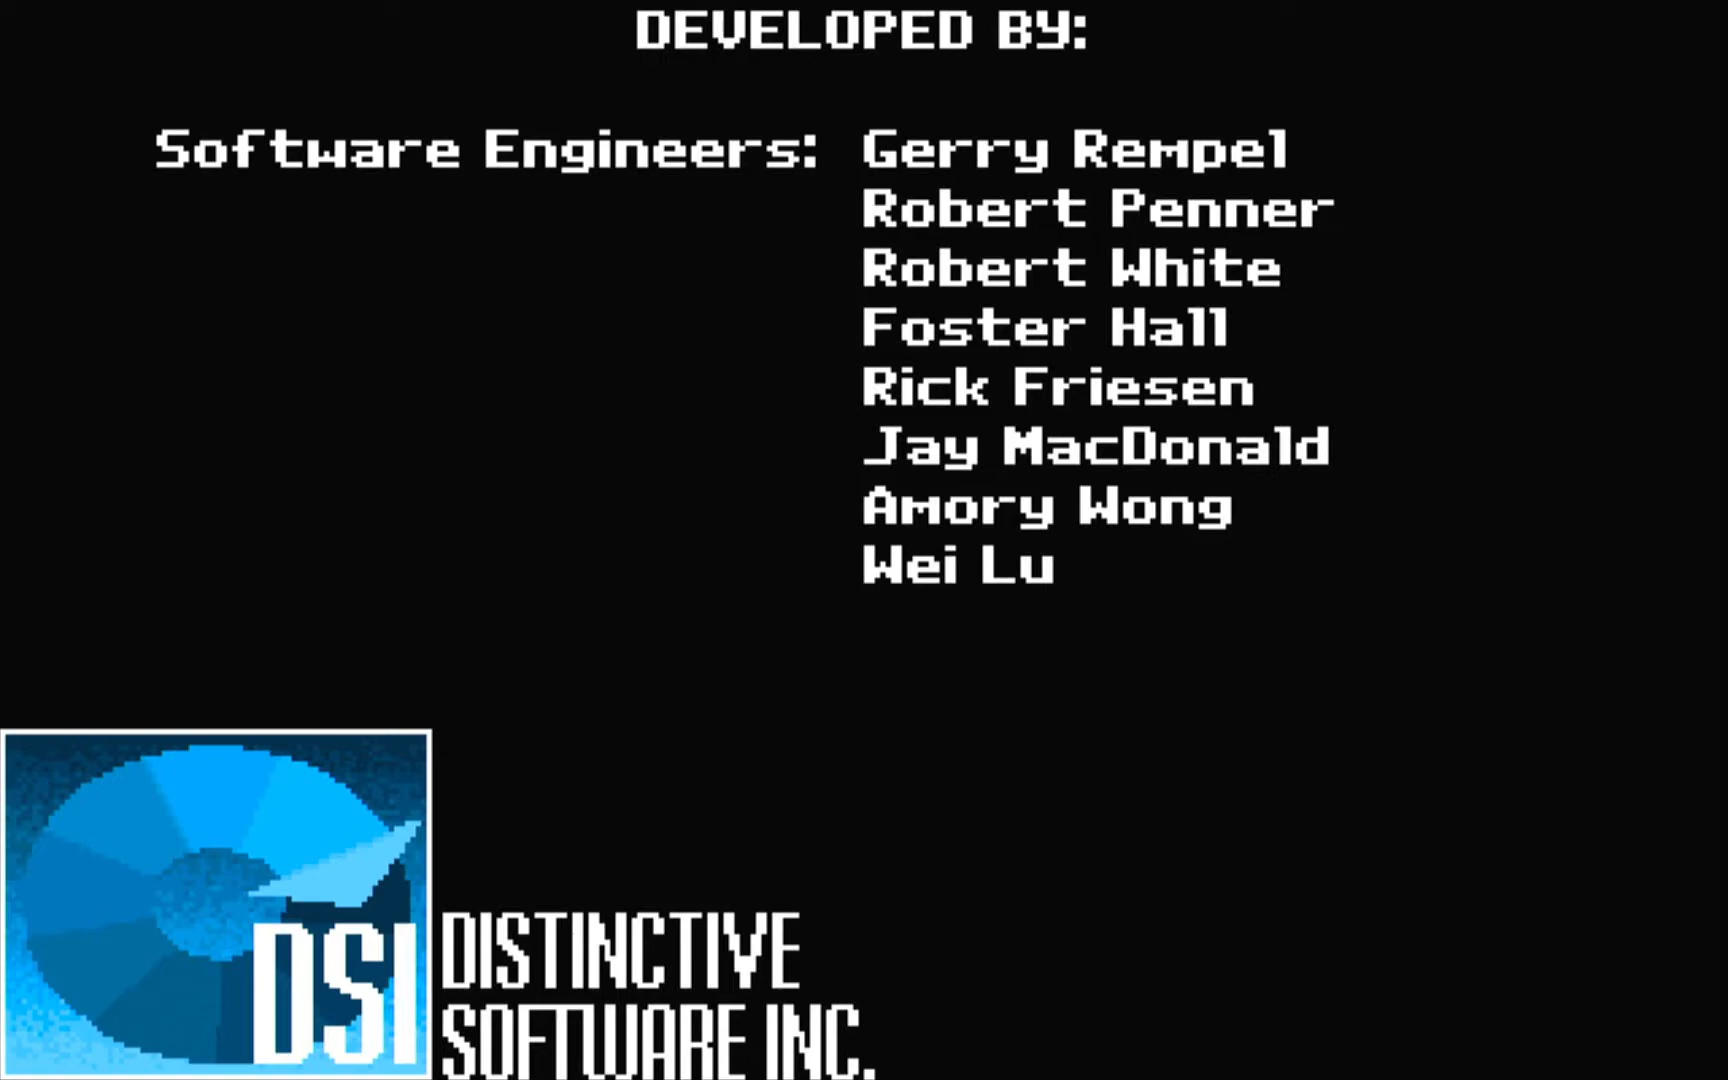 DEVELOPED BY:
Software Engineers: Gerry Rempel
Robert Penner
Robert White
Foster Hall
Rick Friesen
Jay MacDonald
Amory Wong
Wei Lu
DSI
DISTINCTIVE
SOFTWARE INC.